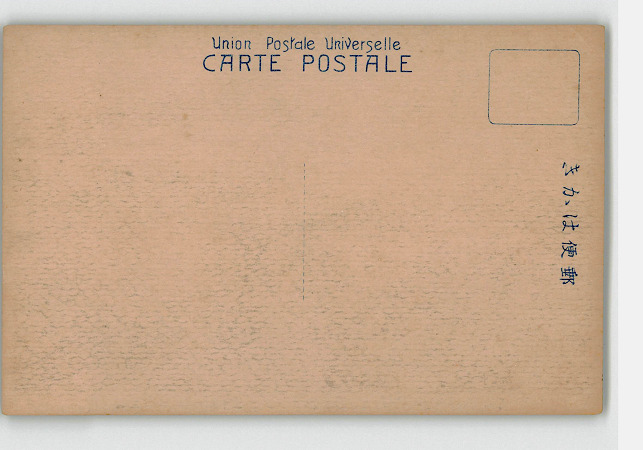 Union Postale Universelle
CARTE POSTALE
郵便はかき